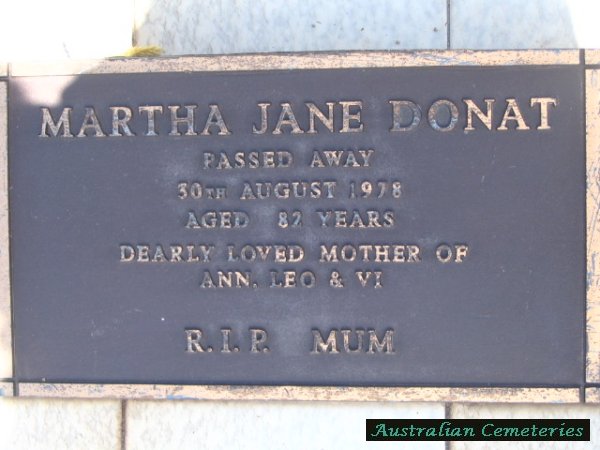 MARTHA JANE DONAT
PASSED AWAY
30TH AUGUST 1978
AGED 82 YEARS
DEARLY LOVED MOTHER OF
ANN, LEO & VI
R.I.P. MUM
Australian Cemeteries